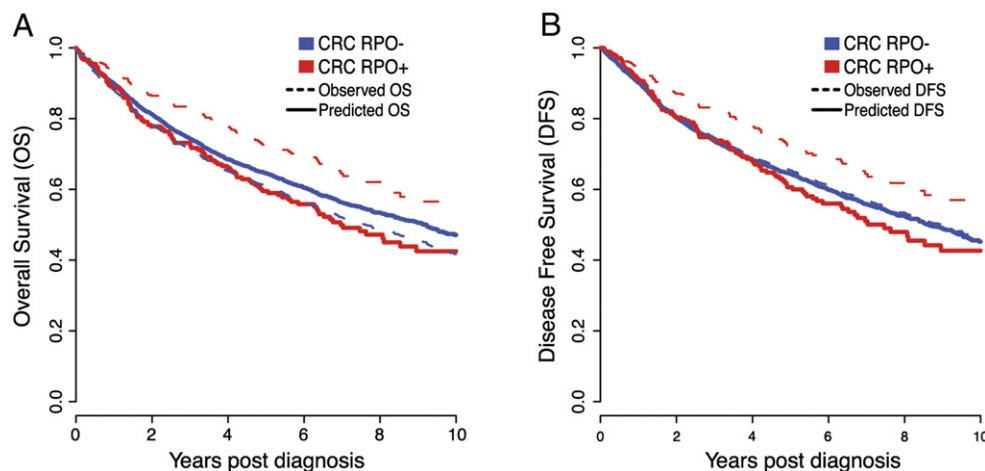 A
CRC RPO-
CRC RPO+
Observed OS
Predicted OS
Overall Survival (OS)
1.0
0.8
0.6
0.4
0.2
0.0
0 2 4 6 8 10
Years post diagnosis
B
CRC RPO-
CRC RPO+
Observed DFS
Predicted DFS
Disease Free Survival (DFS)
1.0
0.8
0.6
0.4
0.2
0.0
0 2 4 6 8 10
Years post diagnosis